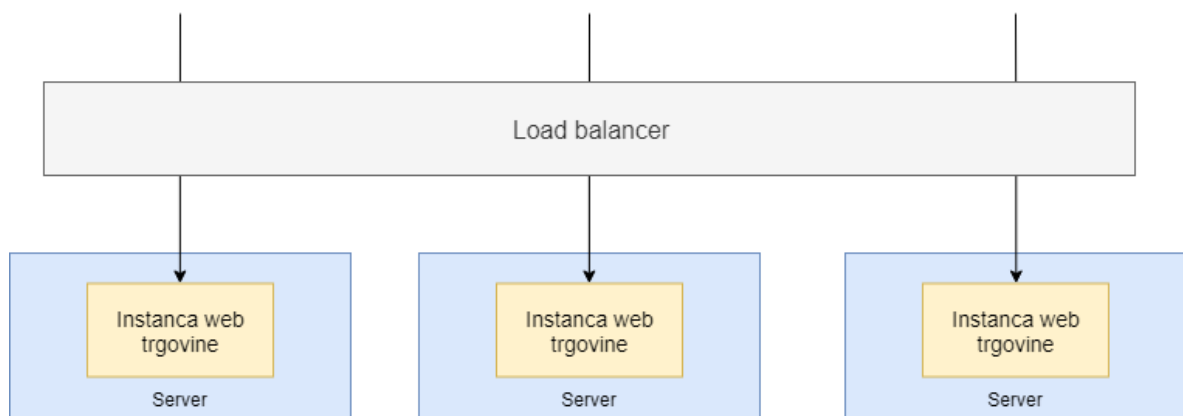 Load balancer
Instanca web
trgovine
Server
Instanca web
trgovine
Server
Instanca web
trgovine
Server